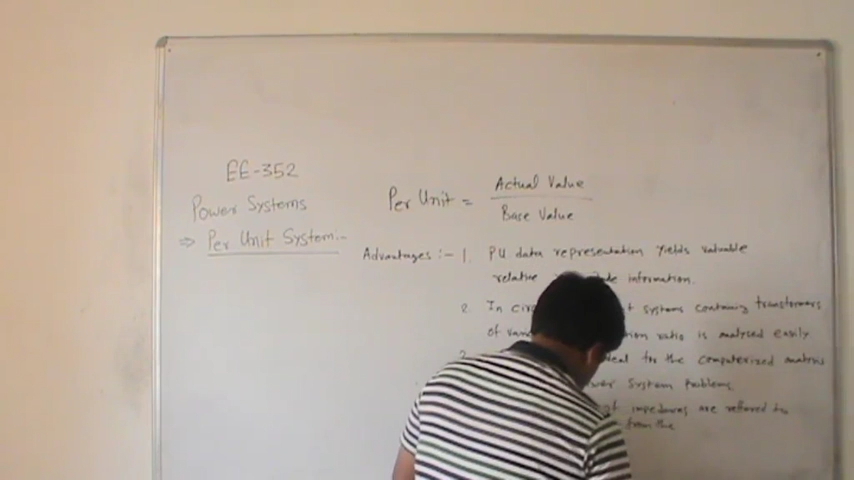 EE-352
Power Systems
⇒ Per Unit System:-
Per Unit = Actual Value
Base Value
Advantages :- 1. PU data representation yields valuable
relative information.
2. In systems containing transformers
of ratio is analysed easily
for the computerized analysis
System Problems
of impedances are referred to
from the